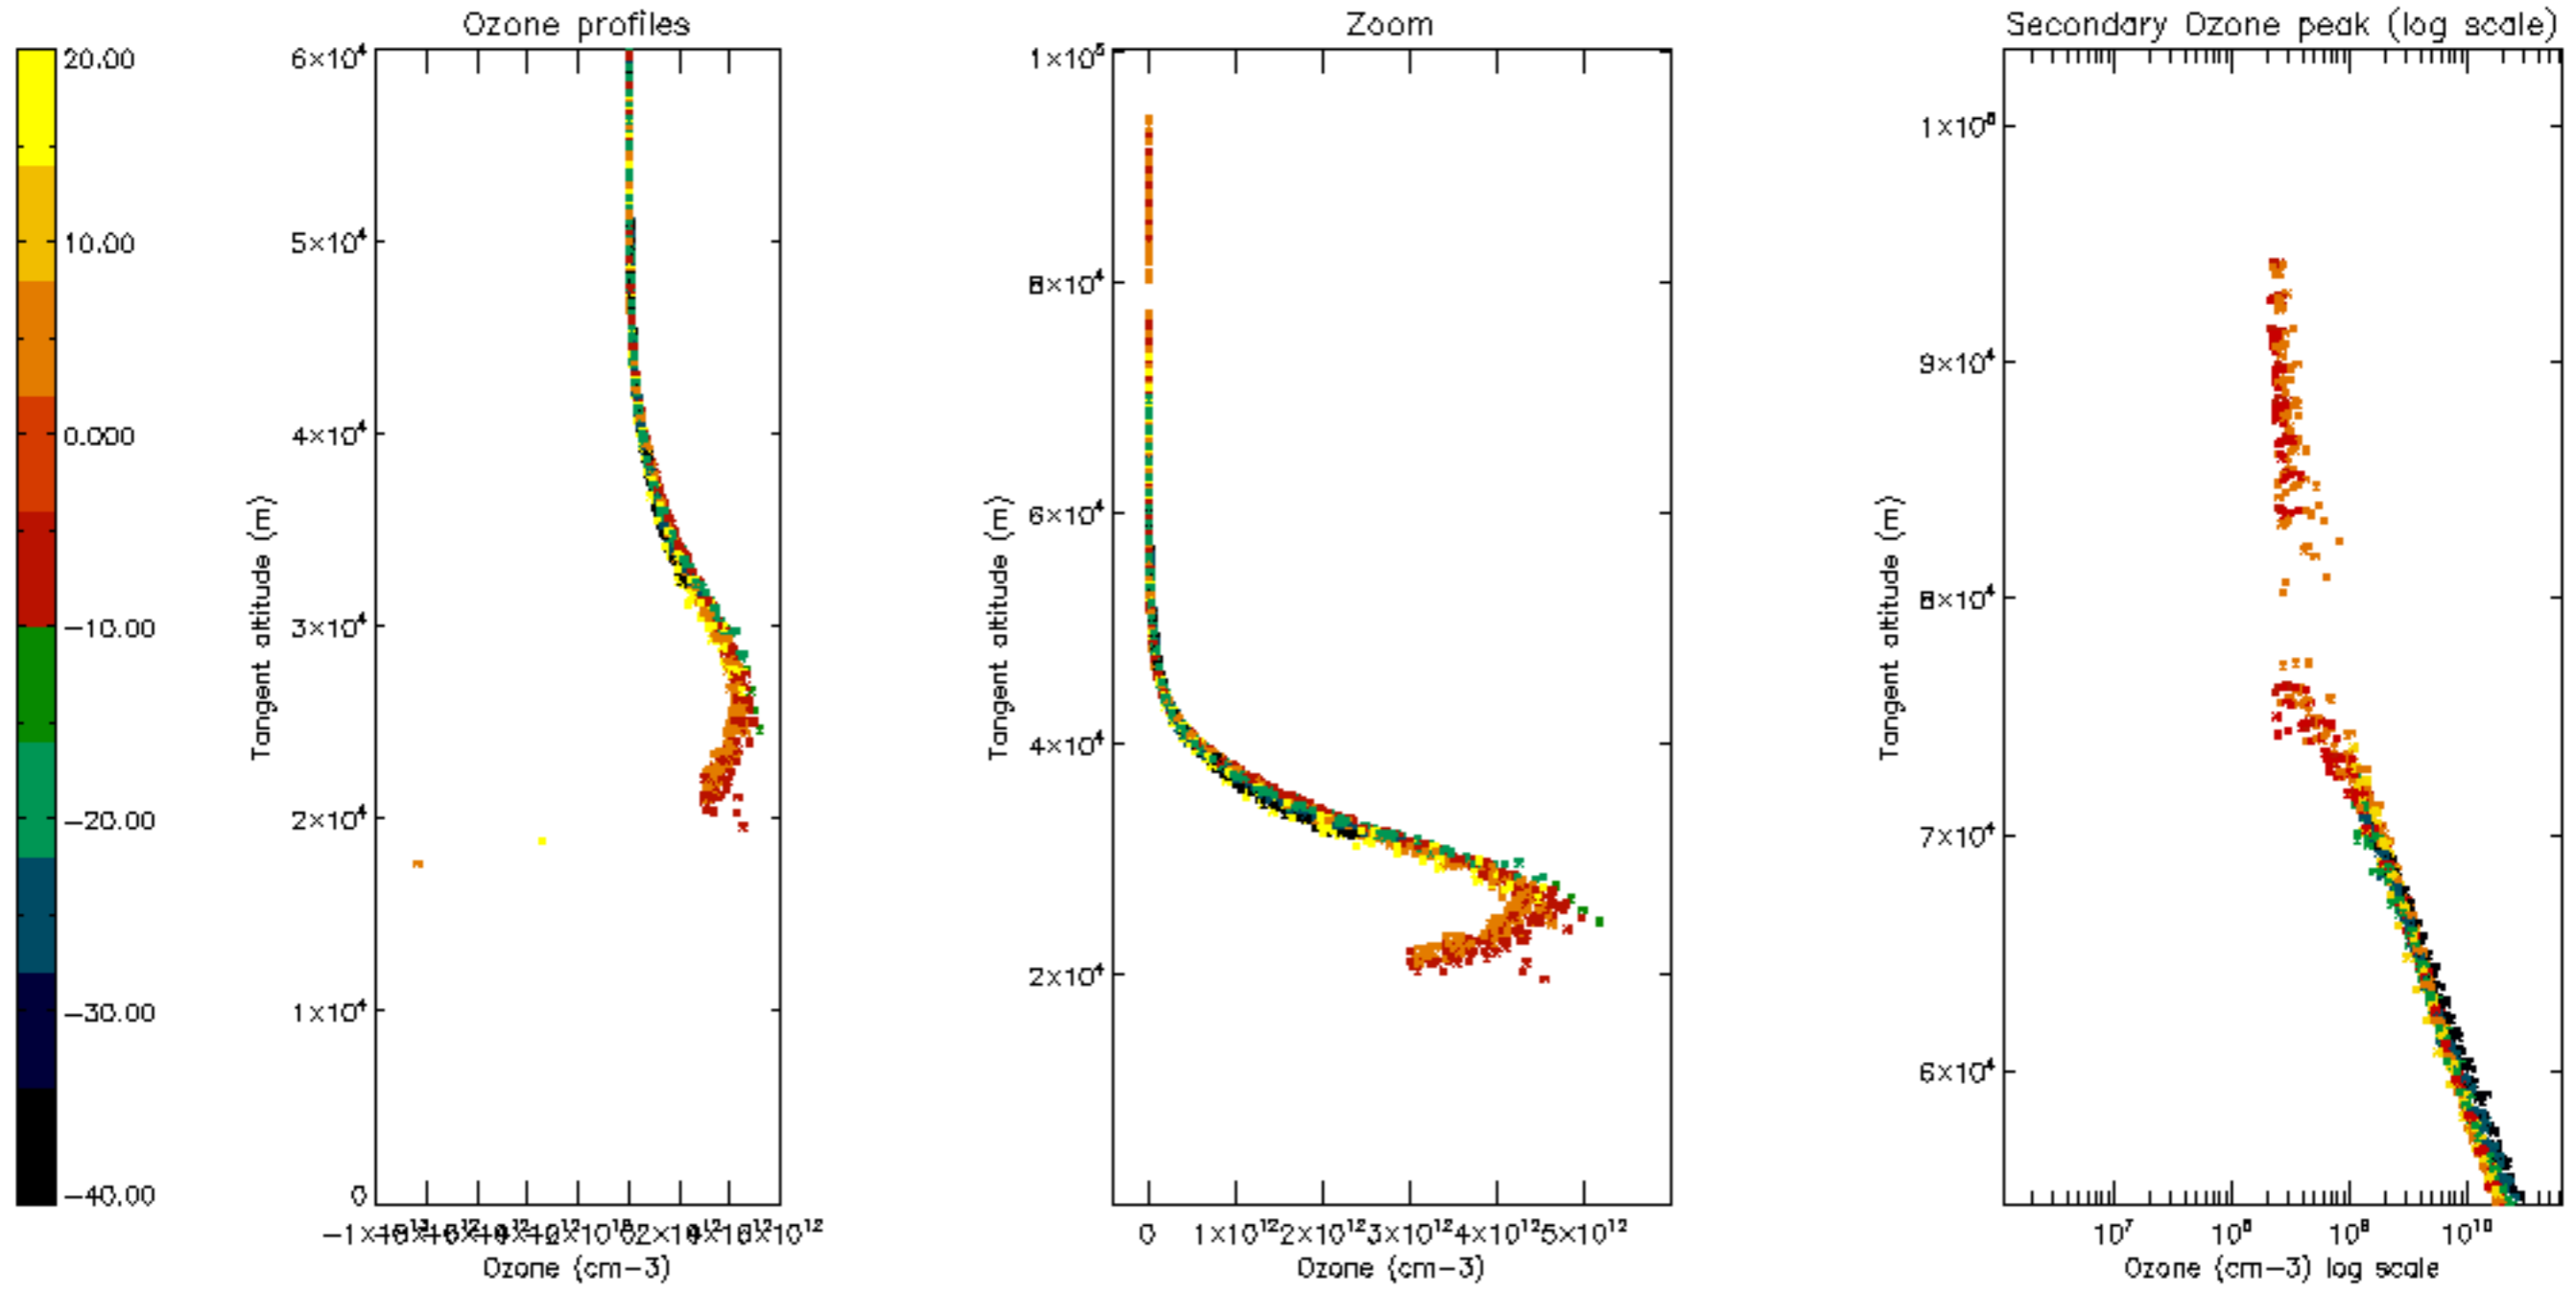 Ozone profiles
Zoom
Secondary Ozone peak (log scale)
20.00
10.00
0.000
−10.00
−20.00
−30.00
−40.00
Tangent altitude (m)
6×10⁴
5×10⁴
4×10⁴
3×10⁴
2×10⁴
1×10⁴
0
Ozone (cm−3)
Tangent altitude (m)
1×10⁵
8×10⁴
6×10⁴
4×10⁴
2×10⁴
0 1×10¹² 2×10¹² 3×10¹² 4×10¹² 5×10¹²
Ozone (cm−3)
Tangent altitude (m)
1×10⁵
9×10⁴
8×10⁴
7×10⁴
6×10⁴
10⁷ 10⁸ 10⁹ 10¹⁰
Ozone (cm−3) log scale